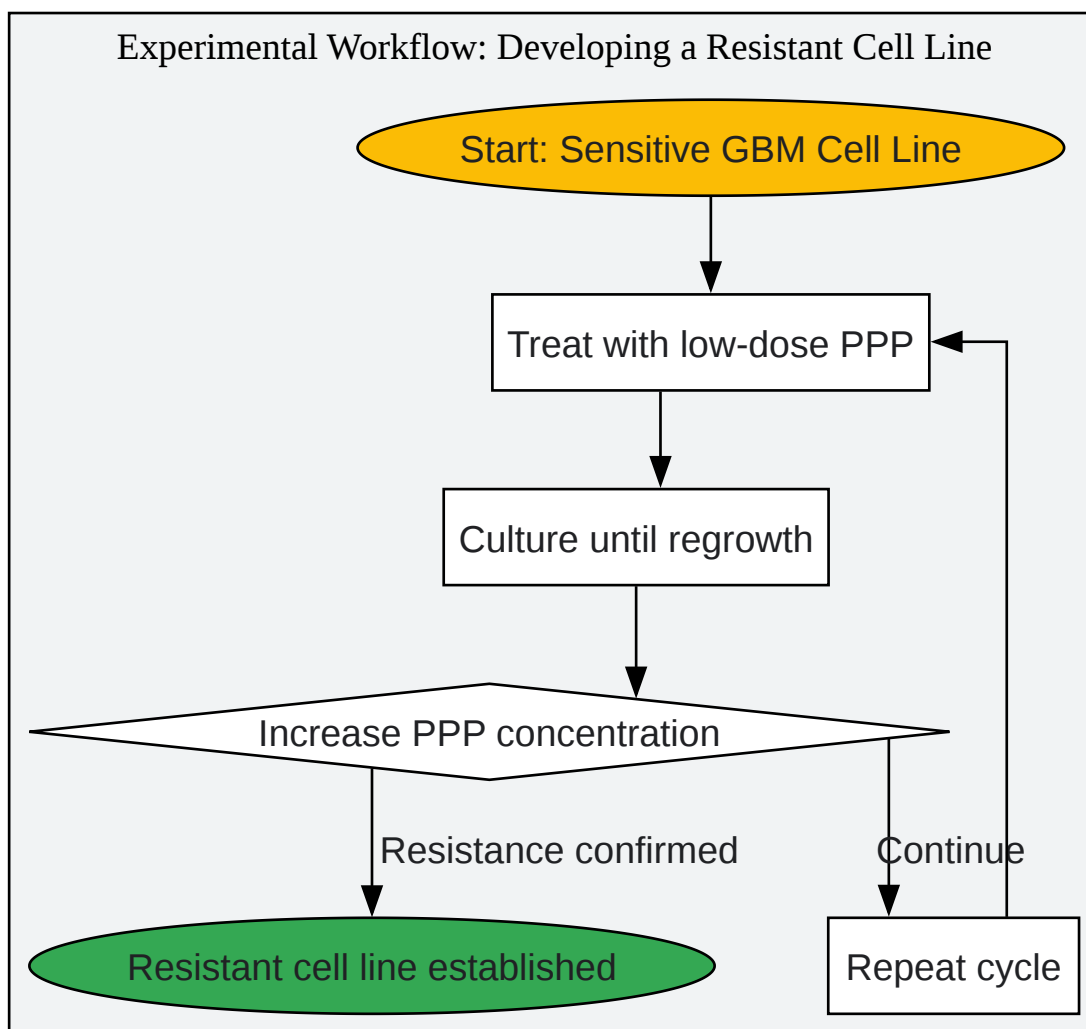 Experimental Workflow: Developing a Resistant Cell Line
Start: Sensitive GBM Cell Line
Treat with low-dose PPP
Culture until regrowth
Increase PPP concentration
Resistance confirmed
Continue
Resistant cell line established
Repeat cycle